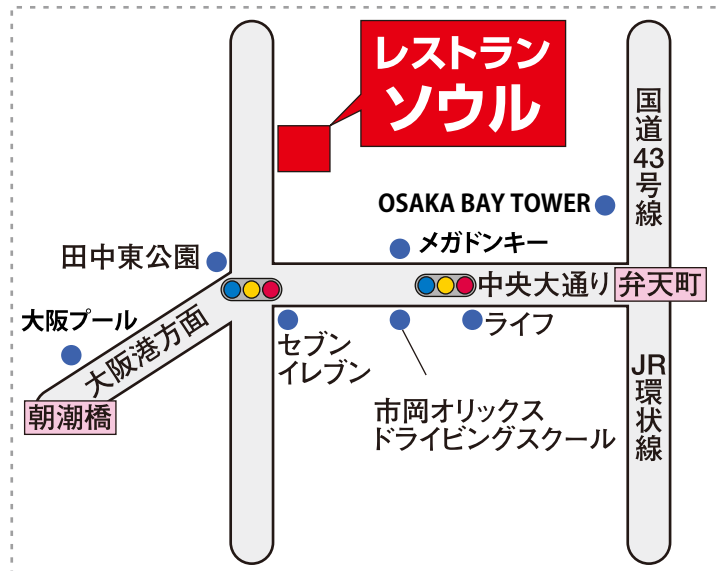 レストラン
ソウル
国道43号線
OSAKA BAY TOWER
メガドンキー
田中東公園
中央大通り
弁天町
大阪プール
大阪港方面
セブン
イレブン
ライフ
朝潮橋
市岡オリックス
ドライビングスクール
JR環状線